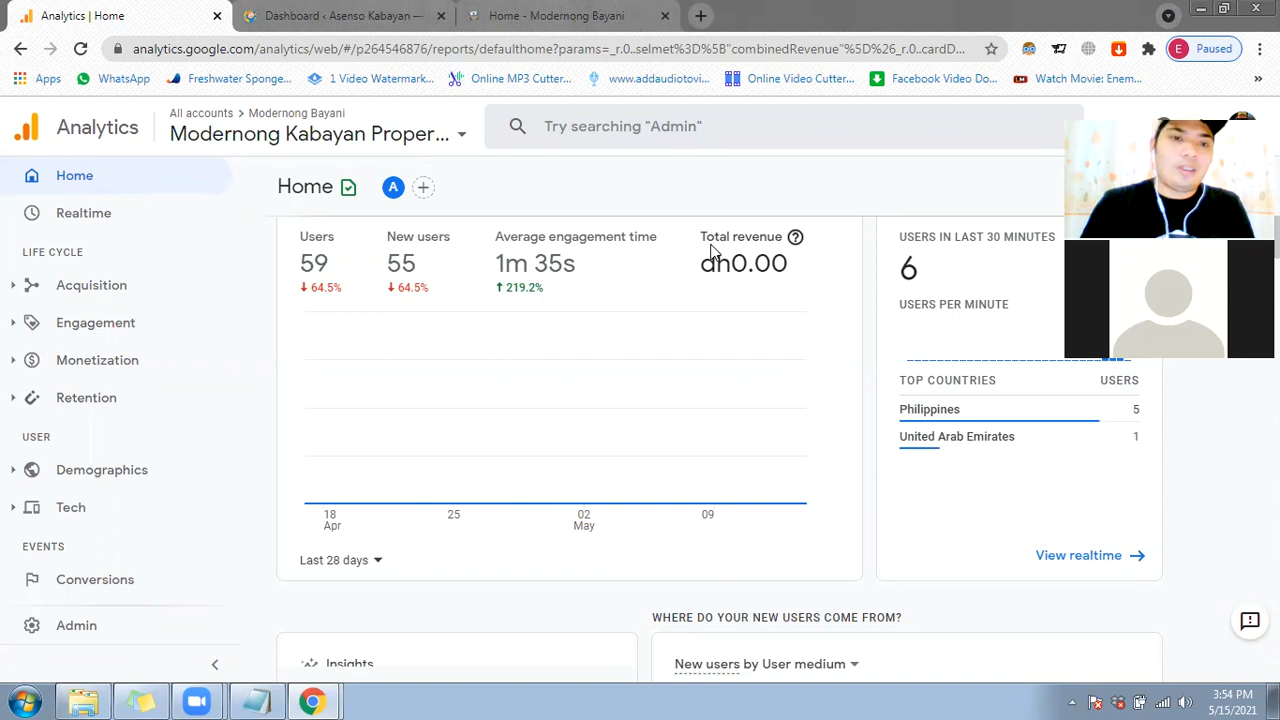 Analytics | Home
Dashboard ‹ Asenso Kabayan —
Home - Modernong Bayani
analytics.google.com/analytics/web/#/p264546876/reports/defaulthome?params=_r.0..selmet%3D%5B"combinedRevenue"%5D%26_r.0..cardD...
E Paused
Apps
WhatsApp
Freshwater Sponge...
1 Video Watermark...
Online MP3 Cutter...
www.addaudiotovi...
Online Video Cutter...
Facebook Video Do...
Watch Movie: Enem...
»
Analytics
All accounts > Modernong Bayani
Modernong Kabayan Proper...
Try searching "Admin"
Home
Realtime
LIFE CYCLE
Acquisition
Engagement
Monetization
Retention
USER
Demographics
Tech
EVENTS
Conversions
Admin
Home
A
Users
New users
Average engagement time
Total revenue
59
55
1m 35s
dh0.00
64.5%
64.5%
219.2%
18
Apr
25
02
May
09
Last 28 days
USERS IN LAST 30 MINUTES
6
USERS PER MINUTE
TOP COUNTRIES USERS
Philippines 5
United Arab Emirates 1
View realtime
WHERE DO YOUR NEW USERS COME FROM?
Insights
New users by User medium
3:54 PM
5/15/2021